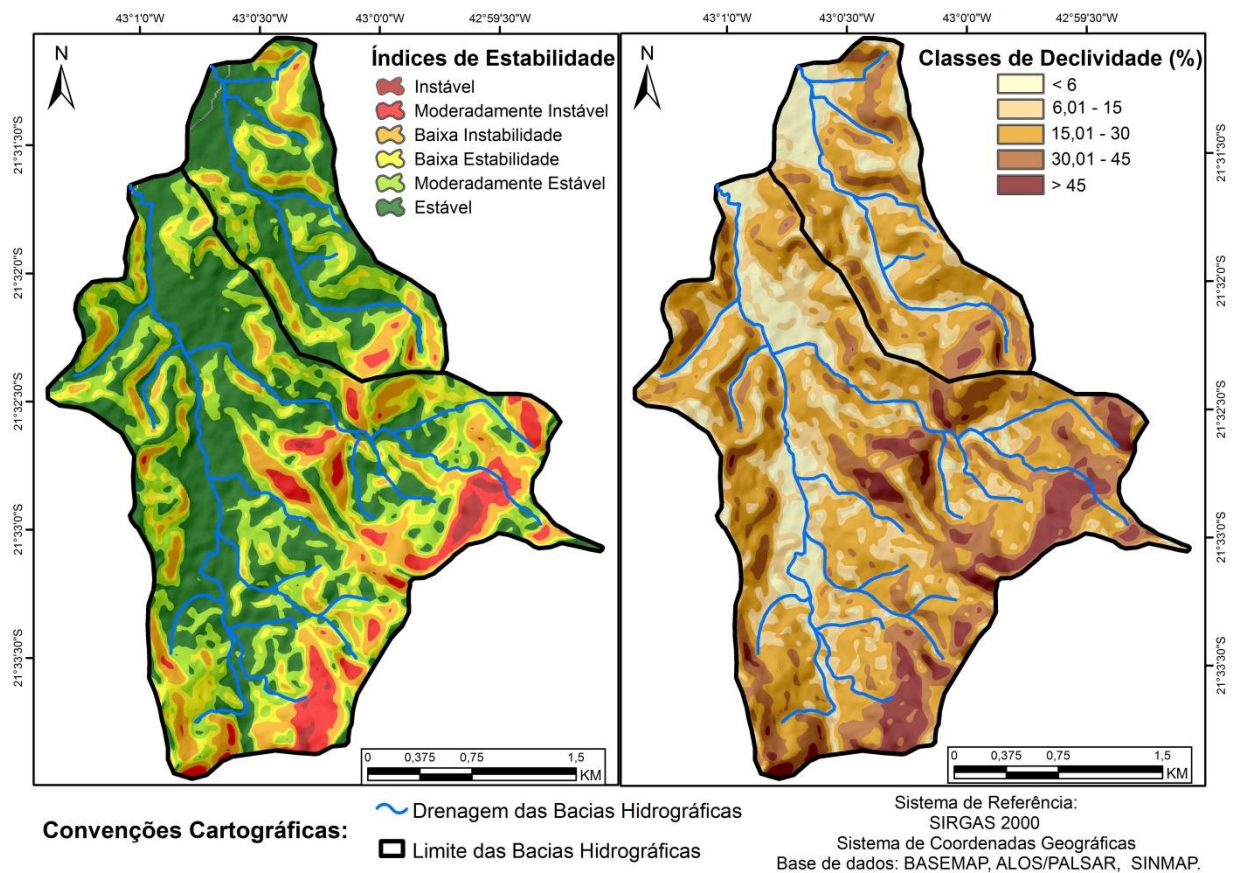 43°1'0"W
43°0'30"W
43°0'0"W
42°59'30"W
43°1'0"W
43°0'30"W
43°0'0"W
42°59'30"W
N
Índices de Estabilidade
Instável
Moderadamente Instável
Baixa Instabilidade
Baixa Estabilidade
Moderadamente Estável
Estável
21°31'30"S
21°32'0"S
21°32'30"S
21°33'0"S
21°33'30"S
0
0,375
0,75
1,5
KM
N
Classes de Declividade (%)
< 6
6,01 - 15
15,01 - 30
30,01 - 45
> 45
21°31'30"S
21°32'0"S
21°32'30"S
21°33'0"S
21°33'30"S
0
0,375
0,75
1,5
KM
Convenções Cartográficas:
Drenagem das Bacias Hidrográficas
Limite das Bacias Hidrográficas
Sistema de Referência:
SIRGAS 2000
Sistema de Coordenadas Geográficas
Base de dados: BASEMAP, ALOS/PALSAR, SINMAP.